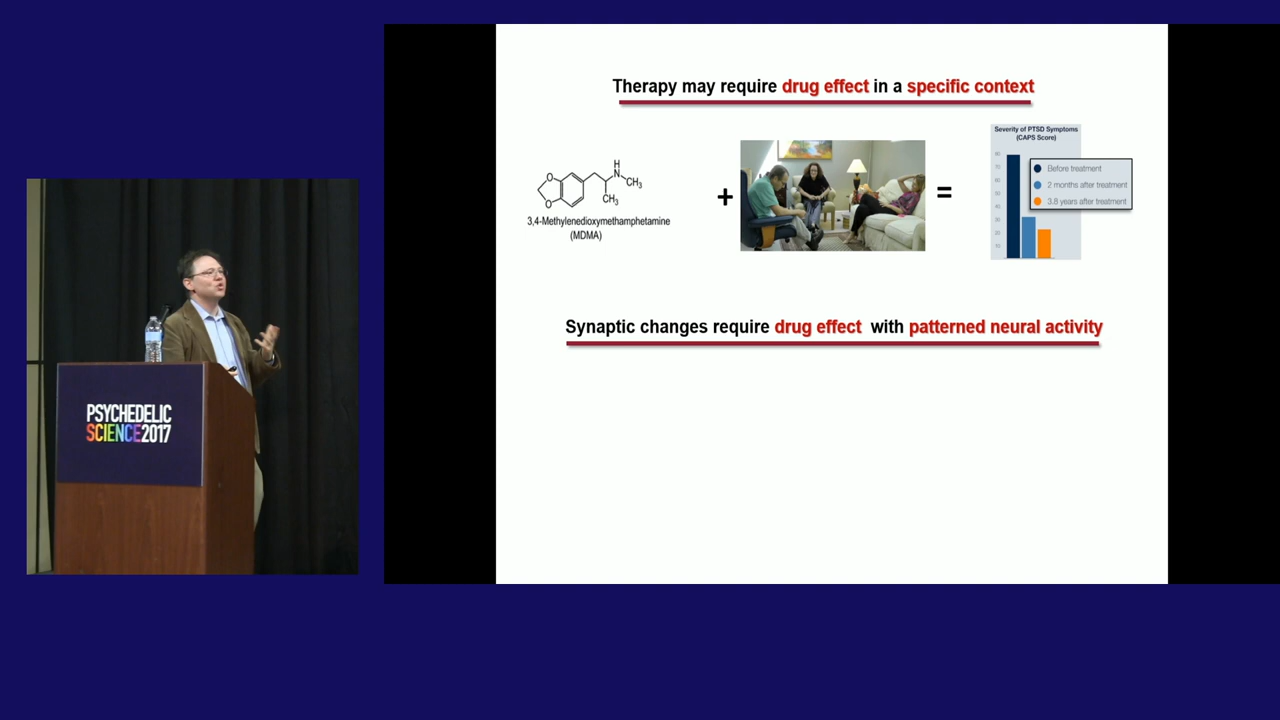 Therapy may require drug effect in a specific context
H
N
CH₃
CH₃
O
O
3,4-Methylenedioxymethamphetamine
(MDMA)
+
=
Severity of PTSD Symptoms
(CAPS Score)
Before treatment
2 months after treatment
3.8 years after treatment
Synaptic changes require drug effect with patterned neural activity
PSYCHEDELIC
SCIENCE2017